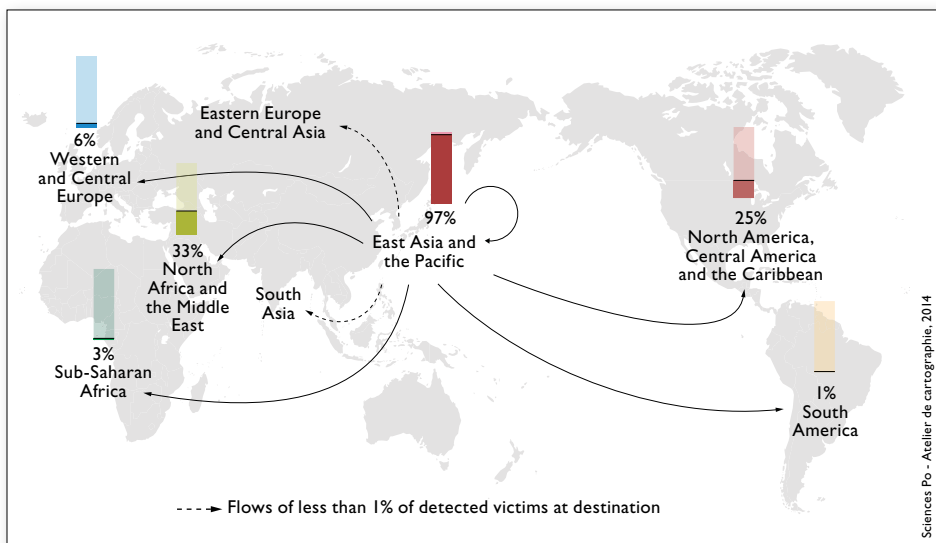 Eastern Europe
and Central Asia
6%
Western
and Central
Europe
97%
East Asia and
the Pacific
25%
North America,
Central America
and the Caribbean
33%
North
Africa and
the Middle
East
South
Asia
3%
Sub-Saharan
Africa
1%
South
America
Flows of less than 1% of detected victims at destination
Sciences Po - Atelier de cartographie, 2014